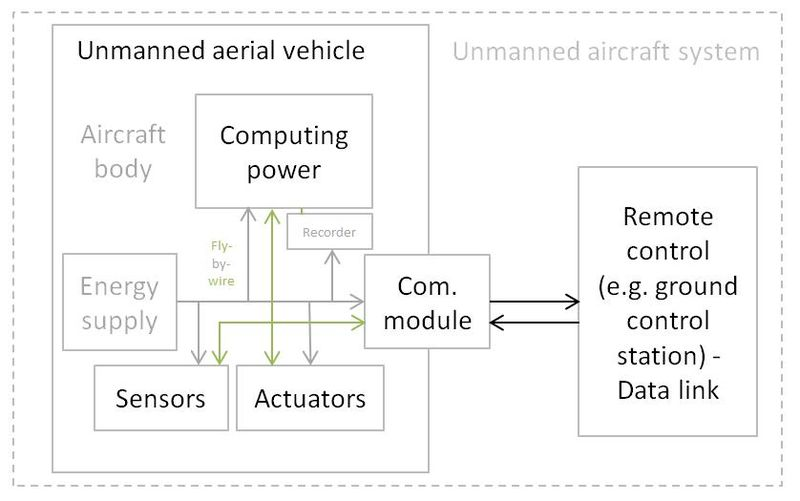 Unmanned aerial vehicle
Unmanned aircraft system
Aircraft
body
Computing
power
Recorder
Fly-
by-
wire
Energy
supply
Com.
module
Sensors
Actuators
Remote
control
(e.g. ground
control
station) -
Data link